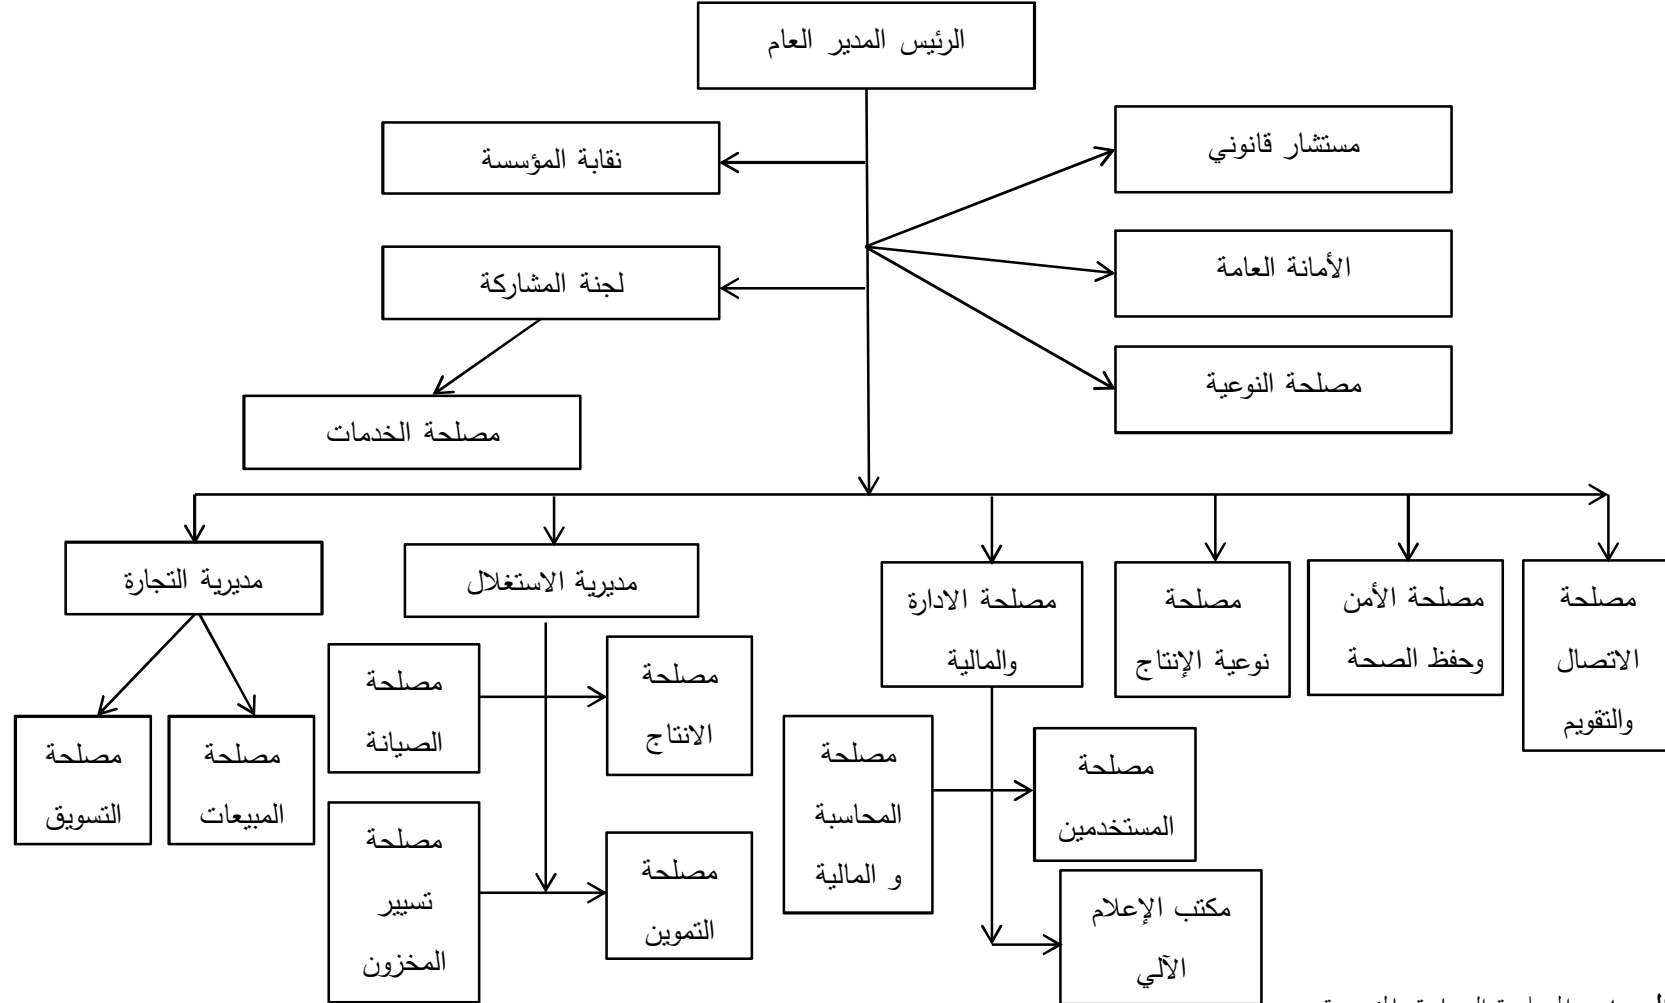 الرئيس المدير العام
مستشار قانوني
نقابة المؤسسة
الأمانة العامة
لجنة المشاركة
مصلحة النوعية
مصلحة الخدمات
مصلحة
الاتصال
والتقويم
مصلحة الأمن
وحفظ الصحة
مصلحة
نوعية الإنتاج
مصلحة الادارة
والمالية
مديرية الاستغلال
مديرية التجارة
مصلحة
المستخدمين
مصلحة
المحاسبة
و المالية
مكتب الإعلام
الآلي
مصلحة
الانتاج
مصلحة
الصيانة
مصلحة
التموين
مصلحة
تسيير
المخزون
مصلحة
المبيعات
مصلحة
التسويق